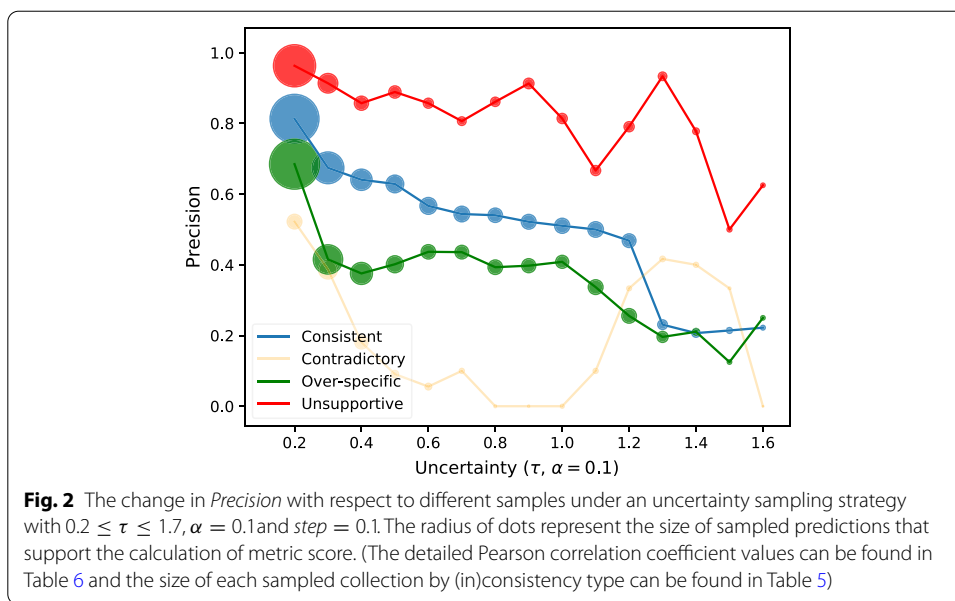 1.0
0.8
0.6
0.4
0.2
0.0
Precision
Consistent
Contradictory
Over-specific
Unsupportive
0.2 0.4 0.6 0.8 1.0 1.2 1.4 1.6
Uncertainty (τ, α = 0.1)
Fig. 2 The change in Precision with respect to different samples under an uncertainty sampling strategy
with 0.2 ≤ τ ≤ 1.7, α = 0.1and step = 0.1. The radius of dots represent the size of sampled predictions that
support the calculation of metric score. (The detailed Pearson correlation coefficient values can be found in
Table 6 and the size of each sampled collection by (in)consistency type can be found in Table 5)